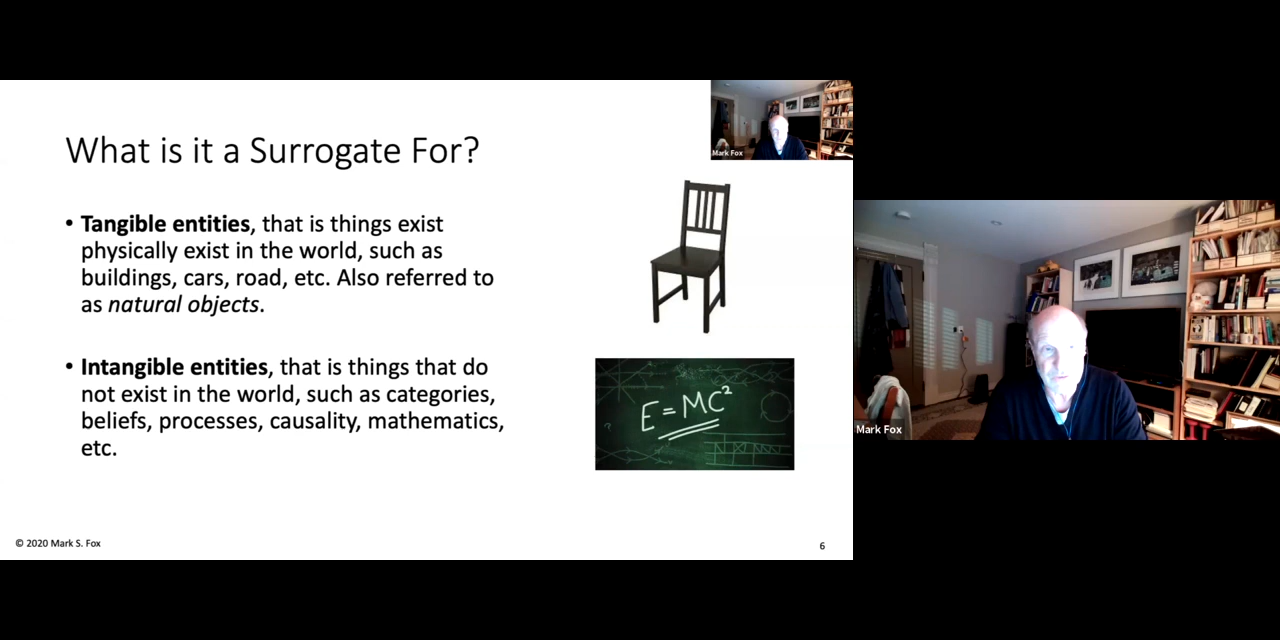 Mark Fox
What is it a Surrogate For?
• Tangible entities, that is things exist
physically exist in the world, such as
buildings, cars, road, etc. Also referred to
as natural objects.
• Intangible entities, that is things that do
not exist in the world, such as categories,
beliefs, processes, causality, mathematics,
etc.
E = MC²
© 2020 Mark S. Fox
6
Mark Fox